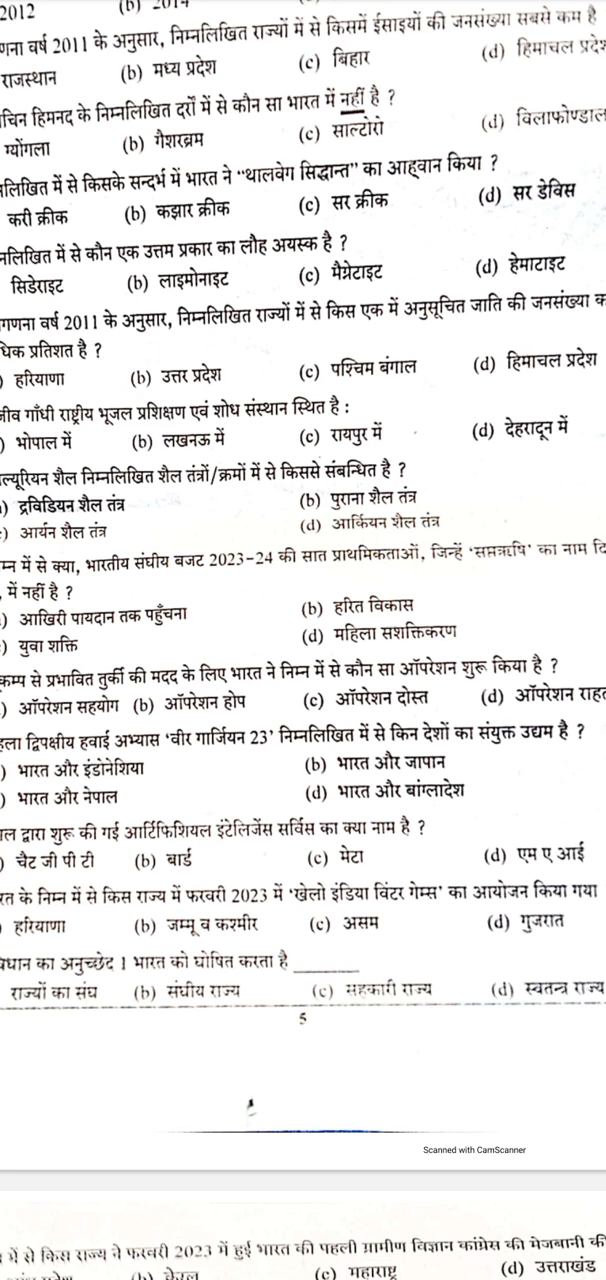 2012 (b) 2014
गना वर्ष 2011 के अनुसार, निम्नलिखित राज्यों में से किसमें ईसाइयों की जनसंख्या सबसे कम है
राजस्थान (b) मध्य प्रदेश (c) बिहार (d) हिमाचल प्रदे
चिन हिमनद के निम्नलिखित दर्रों में से कौन सा भारत में नहीं है ?
ग्योंगला (b) गैशरब्रम (c) साल्टोरो (d) विलाफोण्डाल
लिखित में से किसके सन्दर्भ में भारत ने “थालवेग सिद्धान्त” का आह्वान किया ?
करी क्रीक (b) कझार क्रीक (c) सर क्रीक (d) सर डेविस
लिखित में से कौन एक उत्तम प्रकार का लौह अयस्क है ?
सिडेराइट (b) लाइमोनाइट (c) मैग्नेटाइट (d) हेमाटाइट
गणना वर्ष 2011 के अनुसार, निम्नलिखित राज्यों में से किस एक में अनुसूचित जाति की जनसंख्या क
धिक प्रतिशत है ?
) हरियाणा (b) उत्तर प्रदेश (c) पश्चिम बंगाल (d) हिमाचल प्रदेश
जीव गाँधी राष्ट्रीय भूजल प्रशिक्षण एवं शोध संस्थान स्थित है :
) भोपाल में (b) लखनऊ में (c) रायपुर में (d) देहरादून में
ल्यूरियन शैल निम्नलिखित शैल तंत्रों/क्रमों में से किससे संबन्धित है ?
) द्रविडियन शैल तंत्र (b) पुराना शैल तंत्र
) आर्यन शैल तंत्र (d) आर्कियन शैल तंत्र
म्न में से क्या, भारतीय संघीय बजट 2023-24 की सात प्राथमिकताओं, जिन्हें ‘सप्तऋषि’ का नाम दि
, में नहीं है ?
) आखिरी पायदान तक पहुँचना (b) हरित विकास
) युवा शक्ति (d) महिला सशक्तिकरण
कम्प से प्रभावित तुर्की की मदद के लिए भारत ने निम्न में से कौन सा ऑपरेशन शुरू किया है ?
) ऑपरेशन सहयोग (b) ऑपरेशन होप (c) ऑपरेशन दोस्त (d) ऑपरेशन राहत
हला द्विपक्षीय हवाई अभ्यास ‘वीर गार्जियन 23’ निम्नलिखित में से किन देशों का संयुक्त उद्यम है ?
) भारत और इंडोनेशिया (b) भारत और जापान
) भारत और नेपाल (d) भारत और बांग्लादेश
ल द्वारा शुरू की गई आर्टिफिशियल इंटेलिजेंस सर्विस का क्या नाम है ?
) चैट जी पी टी (b) बार्ड (c) मेटा (d) एम ए आई
रत के निम्न में से किस राज्य में फरवरी 2023 में ‘खेलो इंडिया विंटर गेम्स’ का आयोजन किया गया
हरियाणा (b) जम्मू व कश्मीर (c) असम (d) गुजरात
विधान का अनुच्छेद 1 भारत को घोषित करता है ________
राज्यों का संघ (b) संघीय राज्य (c) सहकारी राज्य (d) स्वतन्त्र राज्य
5
Scanned with CamScanner
में से किस राज्य ने फरवरी 2023 में हुई भारत की पहली ग्रामीण विज्ञान कांग्रेस की मेजबानी की
(b) केरल (c) महाराष्ट्र (d) उत्तराखंड